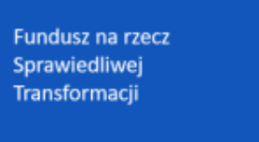 Fundusz na rzecz
Sprawiedliwej
Transformacji